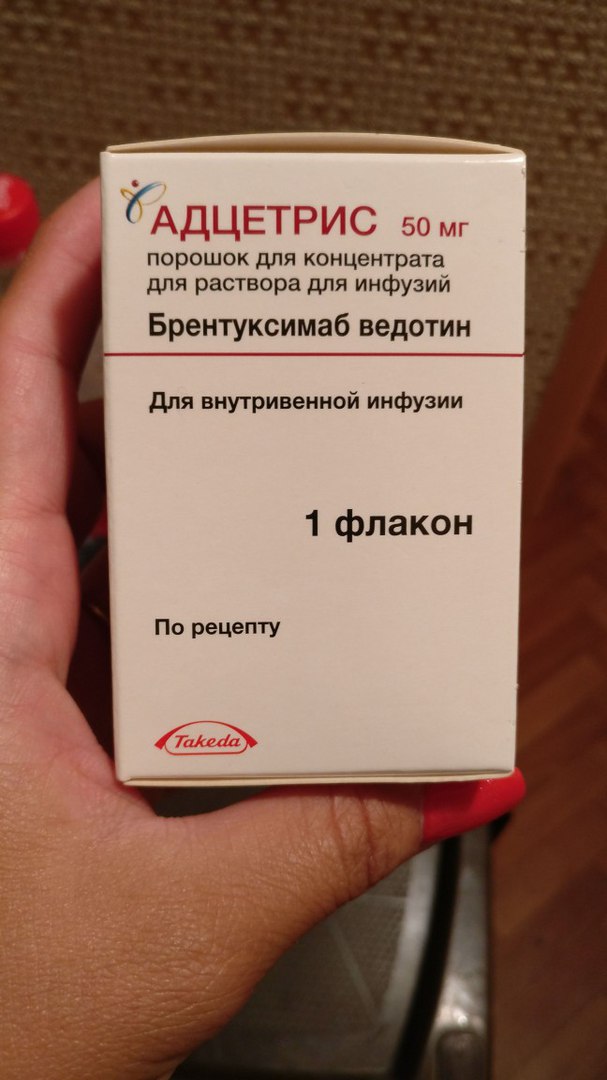 АДЦЕТРИС 50 мг
порошок для концентрата
для раствора для инфузий
Брентуксимаб ведотин
Для внутривенной инфузии
1 флакон
По рецепту
Takeda